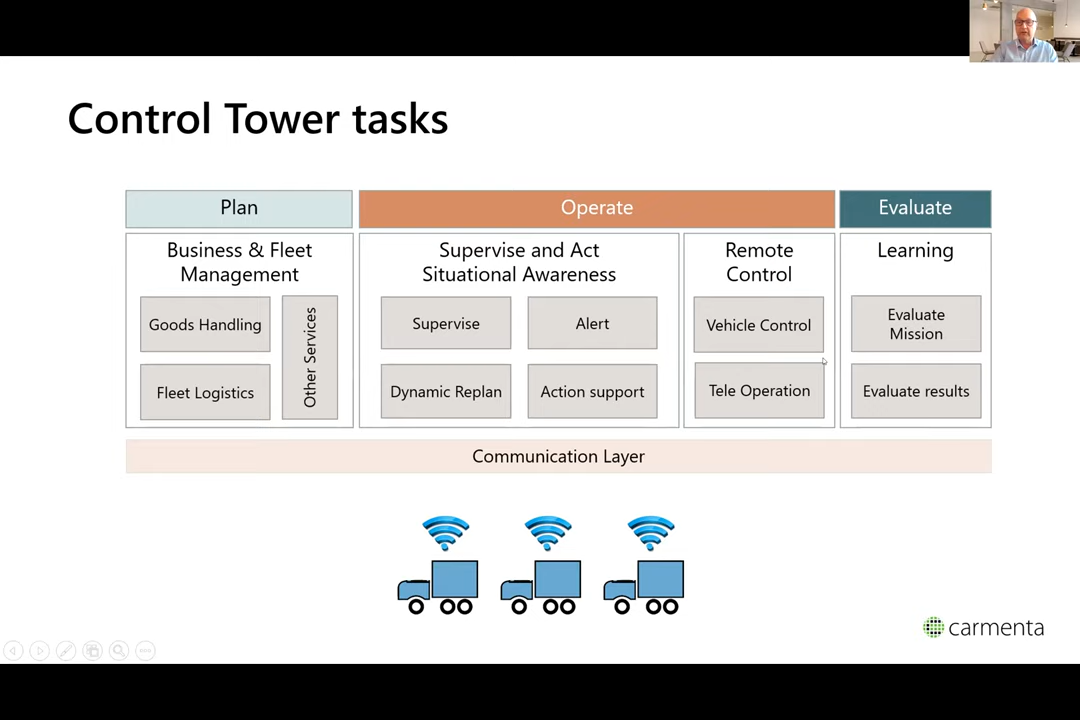 Control Tower tasks
Plan
Operate
Evaluate
Business & Fleet
Management
Goods Handling
Fleet Logistics
Other Services
Supervise and Act
Situational Awareness
Supervise
Alert
Dynamic Replan
Action support
Remote
Control
Vehicle Control
Tele Operation
Learning
Evaluate
Mission
Evaluate results
Communication Layer
carmenta